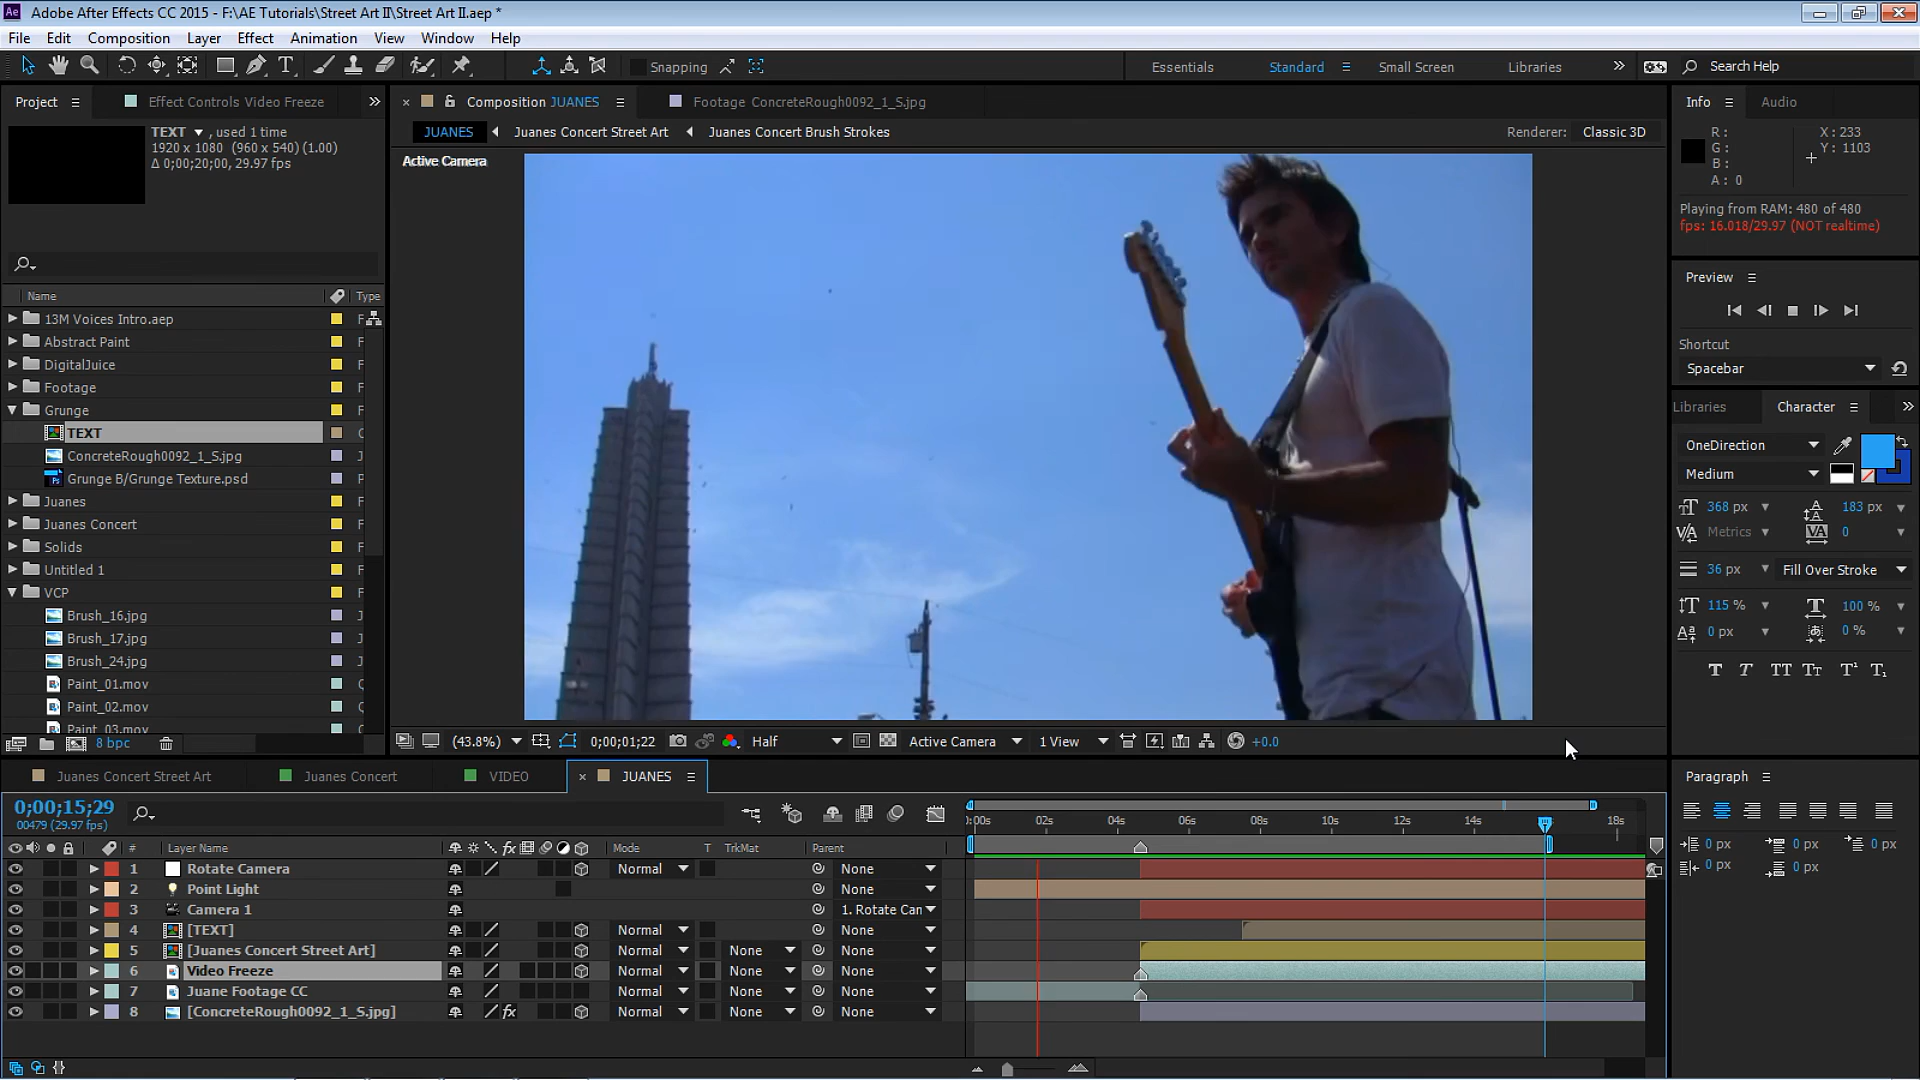 Adobe After Effects CC 2015 - F:\AE Tutorials\Street Art II\Street Art II.aep *
File Edit Composition Layer Effect Animation View Window Help
Snapping Essentials Standard Small Screen Libraries Search Help
Project Effect Controls Video Freeze
TEXT , used 1 time
1920 x 1080 (960 x 540) (1.00)
Δ 0;00;20;00, 29.97 fps
Name Type
13M Voices Intro.aep F
Abstract Paint F
DigitalJuice F
Footage F
Grunge F
TEXT C
ConcreteRough0092_1_S.jpg J
Grunge B/Grunge Texture.psd P
Juanes F
Juanes Concert F
Solids F
Untitled 1 F
VCP F
Brush_16.jpg J
Brush_17.jpg J
Brush_24.jpg J
Paint_01.mov Q
Paint_02.mov Q
Paint_03.mov
8 bpc
Composition JUANES Footage ConcreteRough0092_1_S.jpg
JUANES Juanes Concert Street Art Juanes Concert Brush Strokes Renderer: Classic 3D
Active Camera
(43.8%) 0;00;01;22 Half Active Camera 1 View +0.0
Info Audio
R : X : 233
G : Y : 1103
B :
A : 0
Playing from RAM: 480 of 480
fps: 16.018/29.97 (NOT realtime)
Preview
Shortcut
Spacebar
Libraries Character
OneDirection
Medium
368 px 183 px
Metrics 0
36 px Fill Over Stroke
115 % 100 %
0 px 0 %
T T TT Tr T¹ T₁
Paragraph
0 px 0 px 0 px
0 px 0 px
Juanes Concert Street Art Juanes Concert VIDEO JUANES
0;00;15;29
00479 (29.97 fps)
# Layer Name fx Mode T TrkMat Parent
:00s 02s 04s 06s 08s 10s 12s 14s 18s
1 Rotate Camera Normal None
2 Point Light None
3 Camera 1 1. Rotate Can
4 [TEXT] Normal None
5 [Juanes Concert Street Art] Normal None None
6 Video Freeze Normal None None
7 Juane Footage CC Normal None None
8 [ConcreteRough0092_1_S.jpg] fx Normal None None